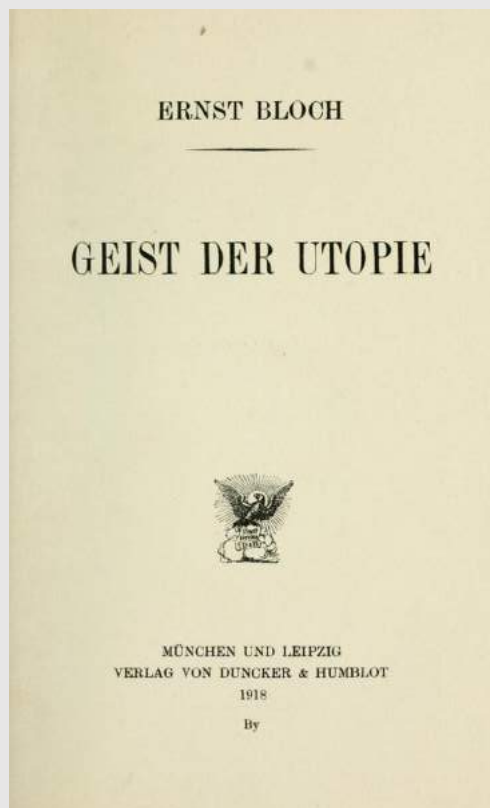 ERNST BLOCH
GEIST DER UTOPIE
MÜNCHEN UND LEIPZIG
VERLAG VON DUNCKER & HUMBLOT
1918
By